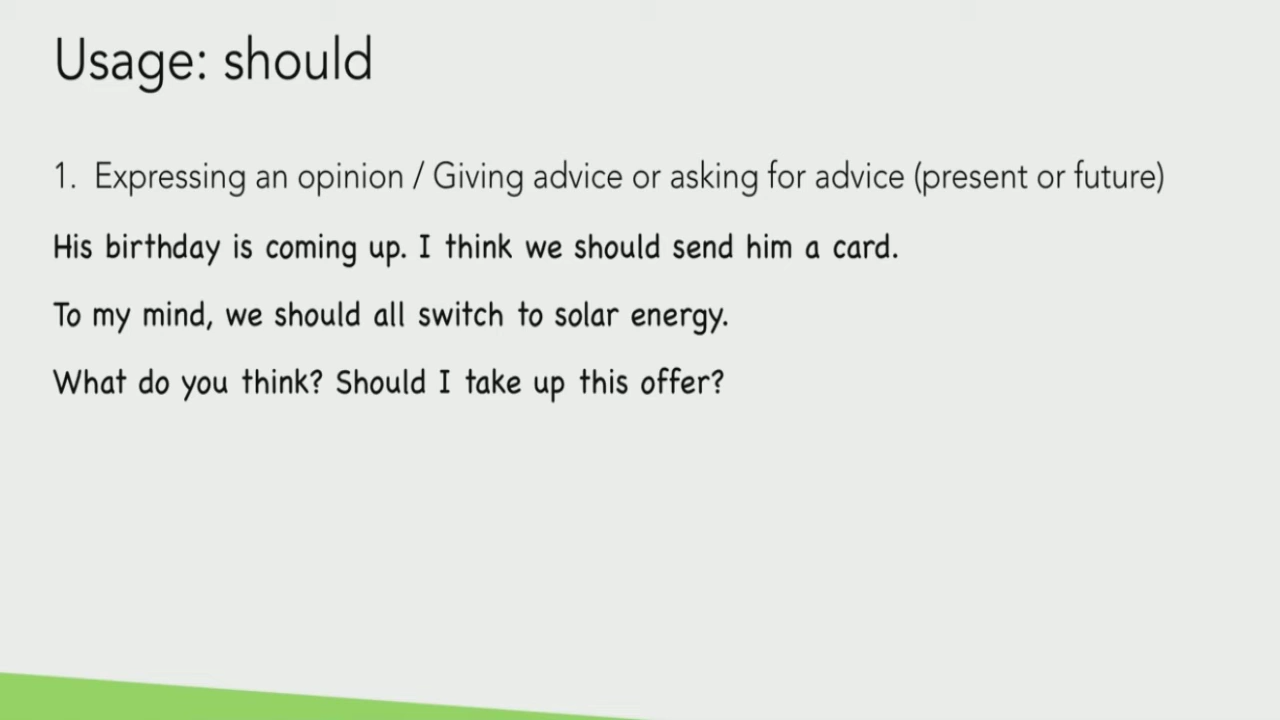 Usage: should
1. Expressing an opinion / Giving advice or asking for advice (present or future)
His birthday is coming up. I think we should send him a card.
To my mind, we should all switch to solar energy.
What do you think? Should I take up this offer?